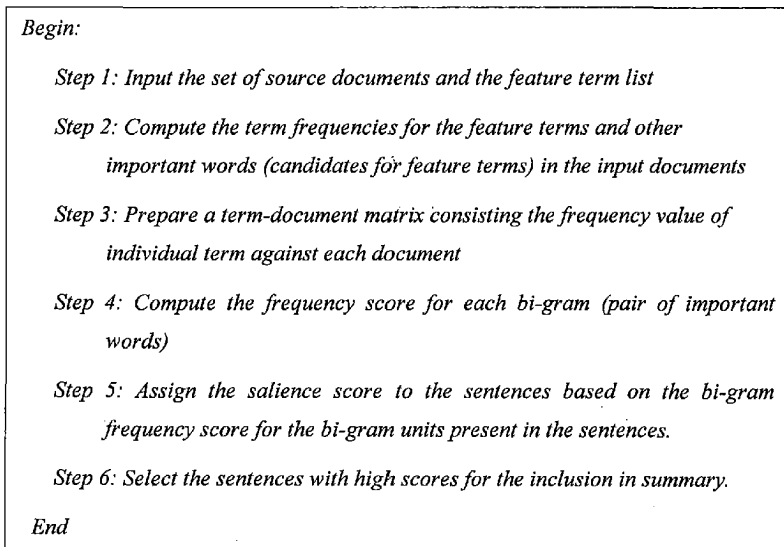 Begin:
Step 1: Input the set of source documents and the feature term list
Step 2: Compute the term frequencies for the feature terms and other
important words (candidates for feature terms) in the input documents
Step 3: Prepare a term-document matrix consisting the frequency value of
individual term against each document
Step 4: Compute the frequency score for each bi-gram (pair of important
words)
Step 5: Assign the salience score to the sentences based on the bi-gram
frequency score for the bi-gram units present in the sentences.
Step 6: Select the sentences with high scores for the inclusion in summary.
End